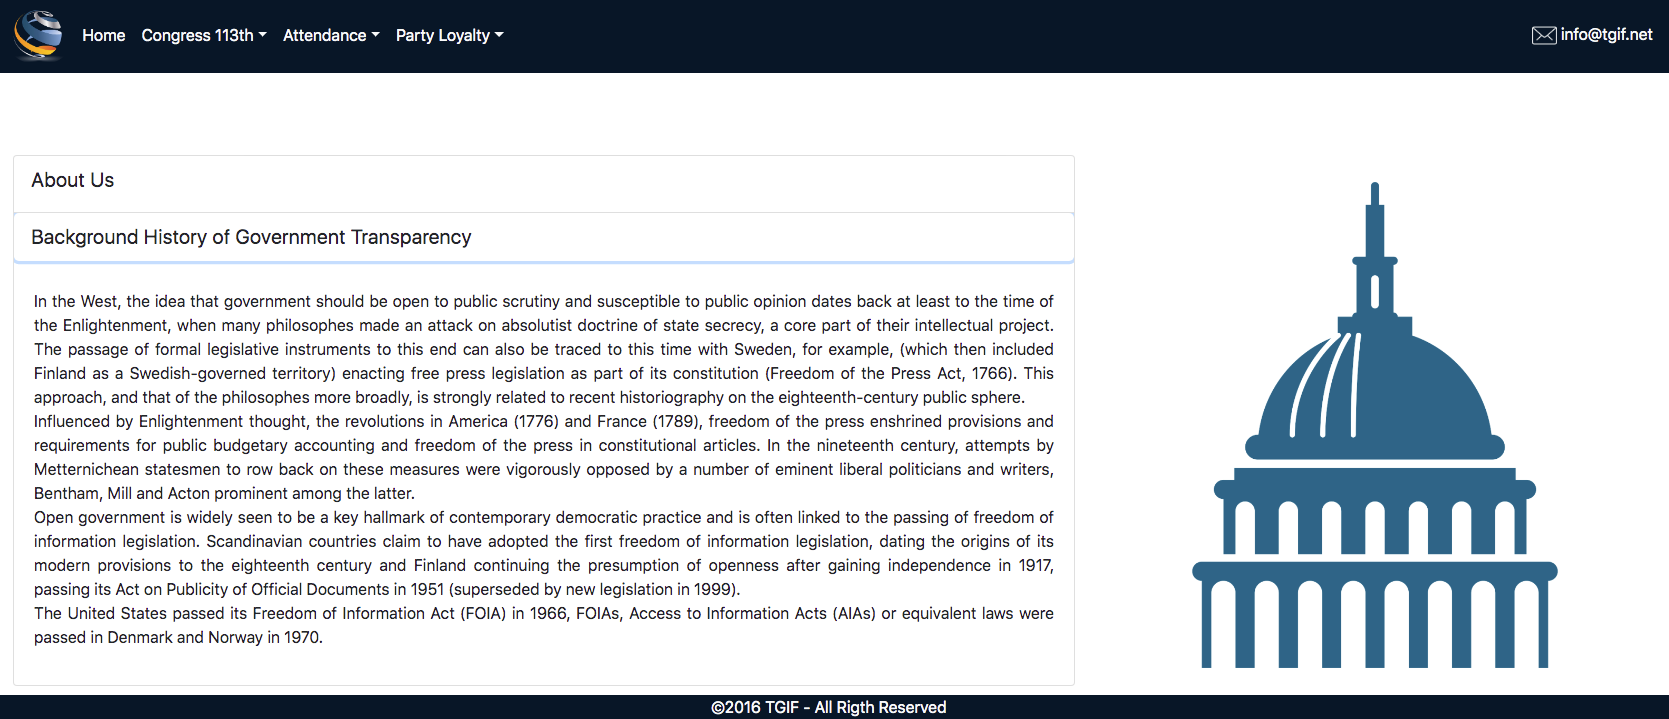 Home Congress 113th Attendance Party Loyalty info@tgif.net
About Us
Background History of Government Transparency
In the West, the idea that government should be open to public scrutiny and susceptible to public opinion dates back at least to the time of
the Enlightenment, when many philosophes made an attack on absolutist doctrine of state secrecy, a core part of their intellectual project.
The passage of formal legislative instruments to this end can also be traced to this time with Sweden, for example, (which then included
Finland as a Swedish-governed territory) enacting free press legislation as part of its constitution (Freedom of the Press Act, 1766). This
approach, and that of the philosophes more broadly, is strongly related to recent historiography on the eighteenth-century public sphere.
Influenced by Enlightenment thought, the revolutions in America (1776) and France (1789), freedom of the press enshrined provisions and
requirements for public budgetary accounting and freedom of the press in constitutional articles. In the nineteenth century, attempts by
Metternichean statesmen to row back on these measures were vigorously opposed by a number of eminent liberal politicians and writers,
Bentham, Mill and Acton prominent among the latter.
Open government is widely seen to be a key hallmark of contemporary democratic practice and is often linked to the passing of freedom of
information legislation. Scandinavian countries claim to have adopted the first freedom of information legislation, dating the origins of its
modern provisions to the eighteenth century and Finland continuing the presumption of openness after gaining independence in 1917,
passing its Act on Publicity of Official Documents in 1951 (superseded by new legislation in 1999).
The United States passed its Freedom of Information Act (FOIA) in 1966, FOIAs, Access to Information Acts (AIAs) or equivalent laws were
passed in Denmark and Norway in 1970.
©2016 TGIF - All Rigth Reserved